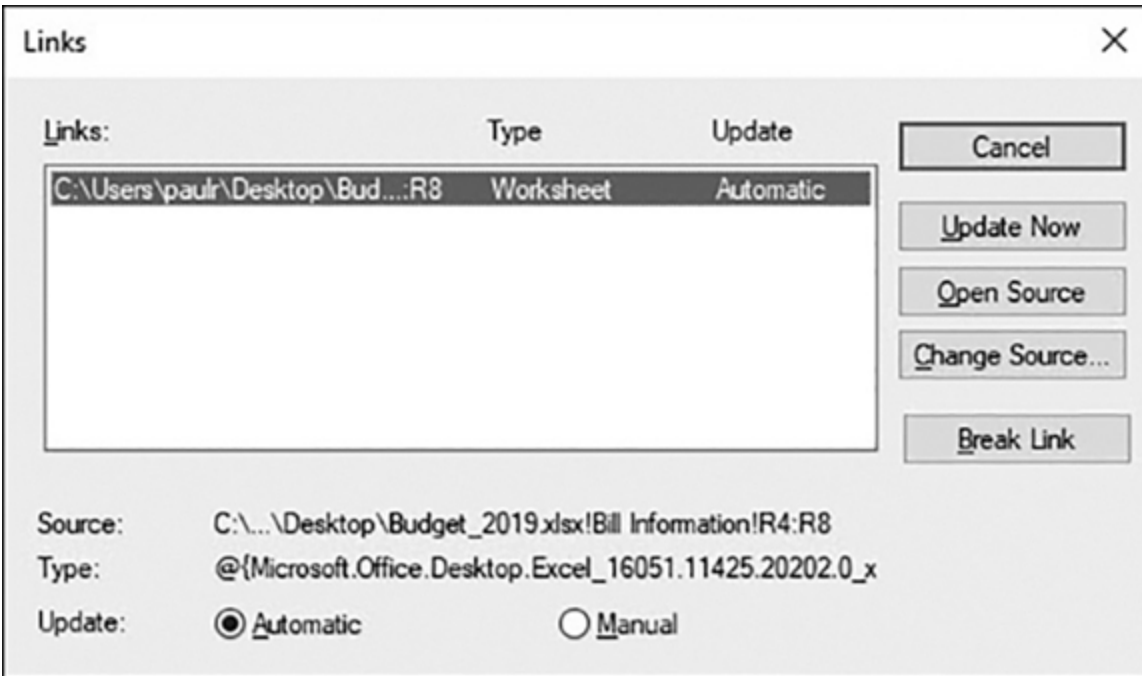 Links
Links: Type Update
C:\Users\paulr\Desktop\Bud....:R8 Worksheet Automatic
Cancel
Update Now
Open Source
Change Source...
Break Link
Source: C:\...\Desktop\Budget_2019.xlsx!Bill Information!R4:R8
Type: @{Microsoft.Office.Desktop.Excel_16051.11425.20202.0_x
Update: Automatic Manual